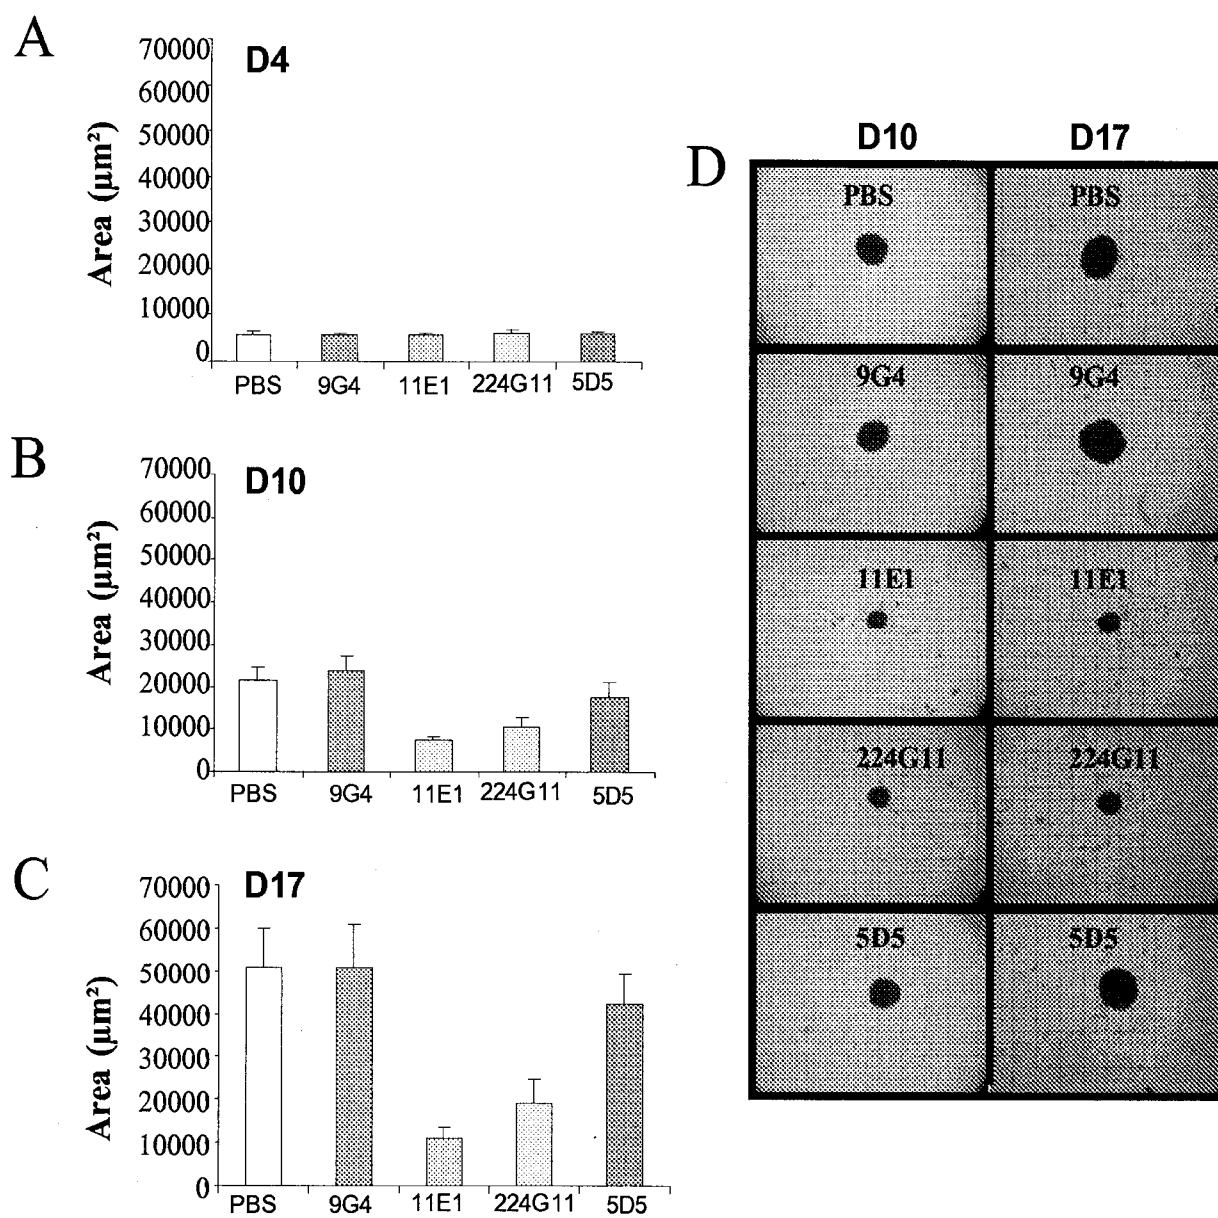 A
D4
Area (µm²)
70000
60000
50000
40000
30000
20000
10000
0
PBS 9G4 11E1 224G11 5D5
B
D10
Area (µm²)
70000
60000
50000
40000
30000
20000
10000
0
PBS 9G4 11E1 224G11 5D5
C
D17
Area (µm²)
70000
60000
50000
40000
30000
20000
10000
0
PBS 9G4 11E1 224G11 5D5
D
D10 D17
PBS PBS
9G4 9G4
11E1 11E1
224G11 224G11
5D5 5D5